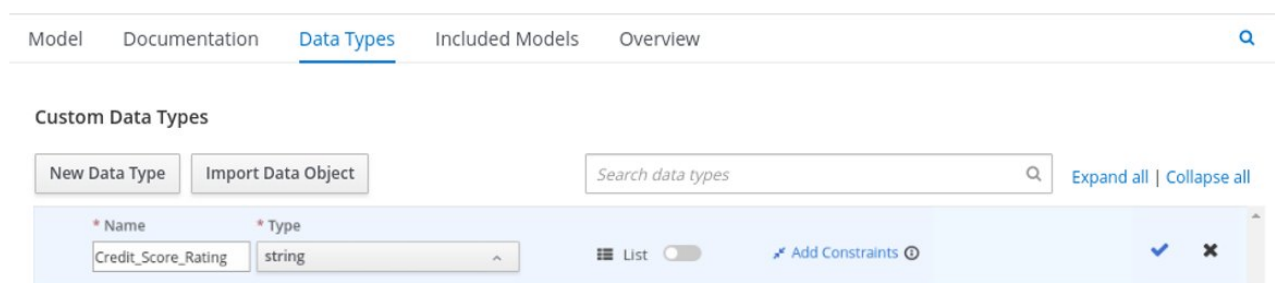 Model Documentation Data Types Included Models Overview
Custom Data Types
New Data Type Import Data Object Search data types Expand all | Collapse all
* Name * Type
Credit_Score_Rating string List Add Constraints